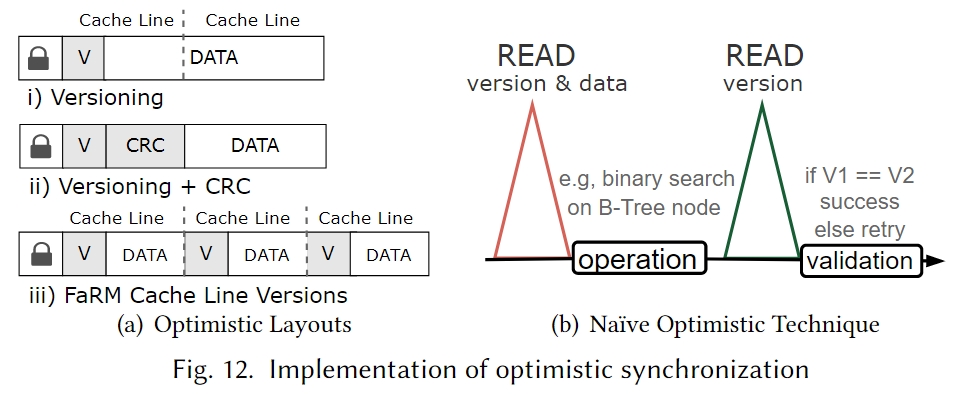 Cache Line Cache Line
V DATA
i) Versioning
V CRC DATA
ii) Versioning + CRC
Cache Line Cache Line Cache Line
V DATA V DATA V DATA
iii) FaRM Cache Line Versions
(a) Optimistic Layouts
READ
version & data
READ
version
e.g, binary search
on B-Tree node
if V1 == V2
success
else retry
operation
validation
(b) Naïve Optimistic Technique
Fig. 12. Implementation of optimistic synchronization